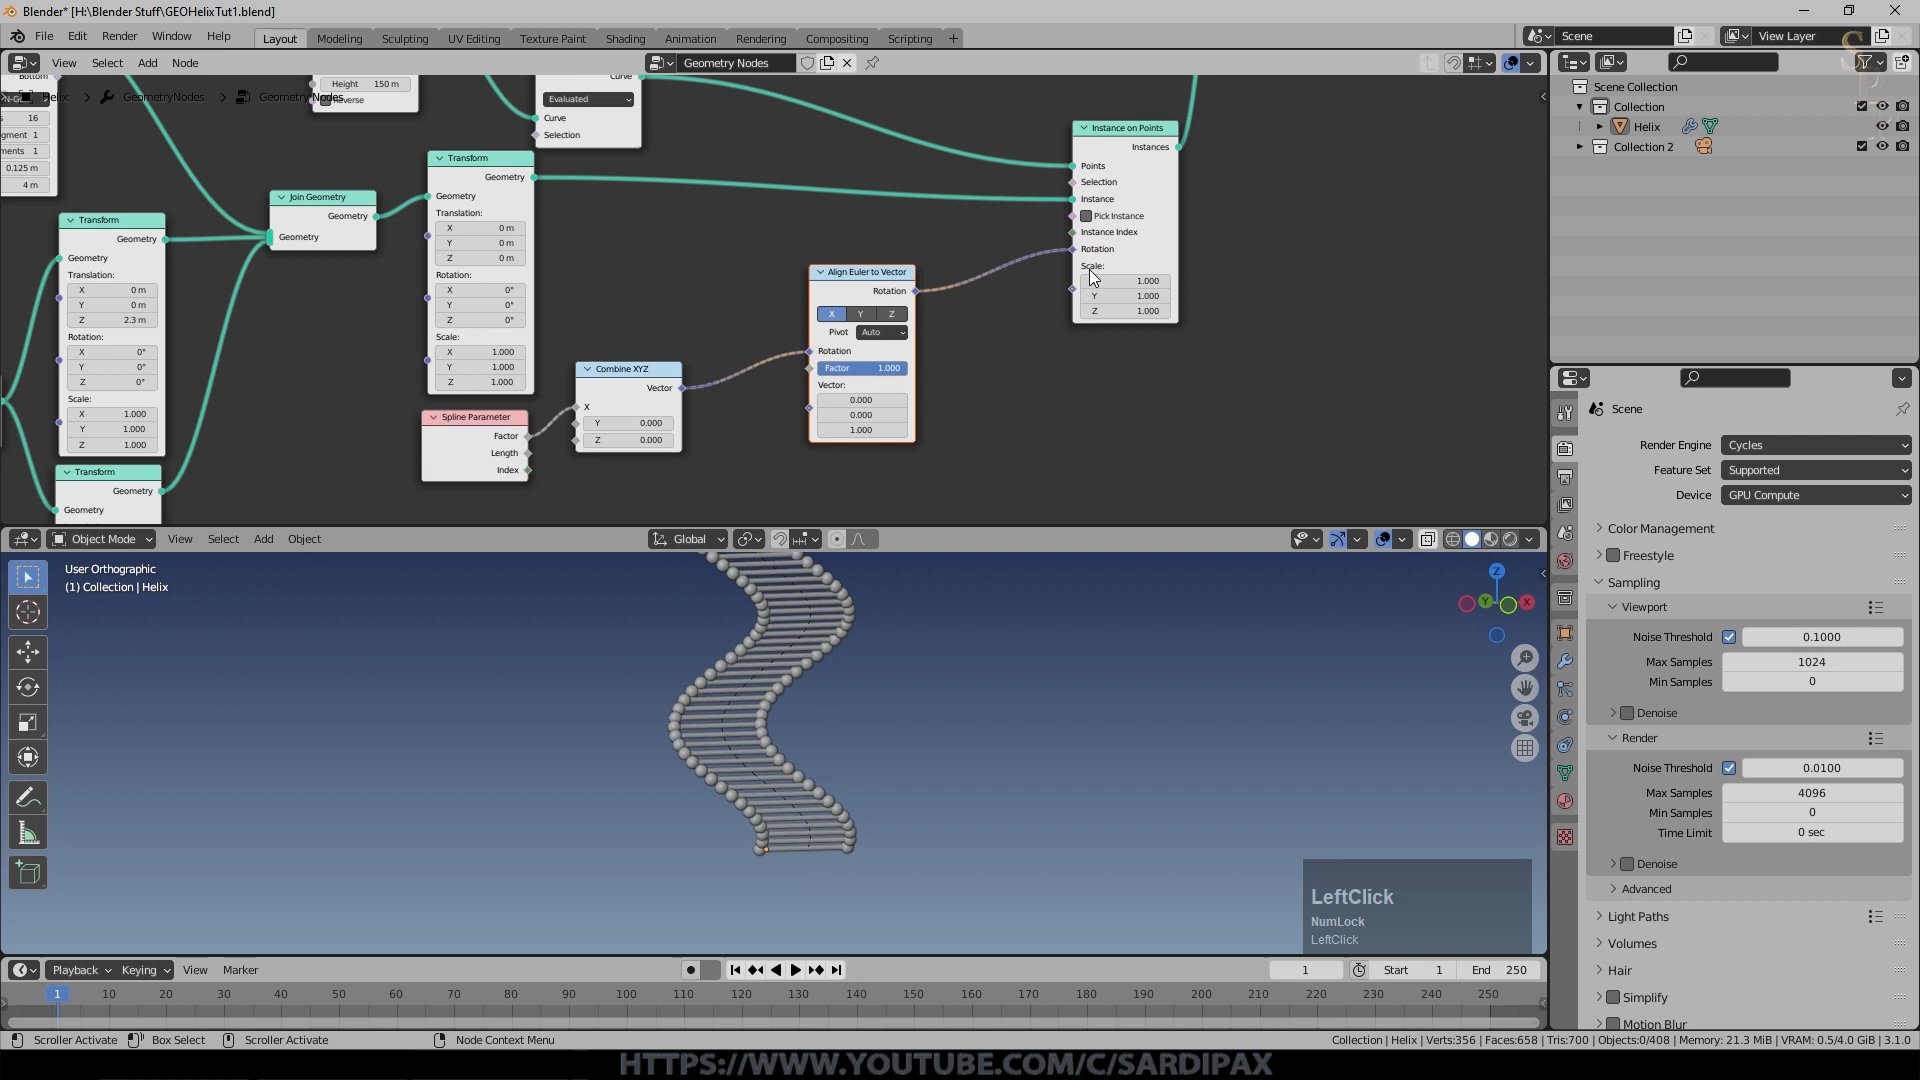 Blender* [H:\Blender Stuff\GEOHelixTut1.blend]
File Edit Render Window Help
Layout Modeling Sculpting UV Editing Texture Paint Shading Animation Rendering Compositing Scripting
Scene View Layer
View Select Add Node
Geometry Nodes
Helix GeometryNodes Geometry Nodes
Bottom
16
1
1
0.125 m
4 m
Height 150 m
Reverse
Curve
Evaluated
Curve
Selection
Instance on Points
Instances
Points
Selection
Instance
Pick Instance
Instance Index
Rotation
Scale:
1.000
Y 1.000
Z 1.000
Transform
Geometry
Geometry
Translation:
X 0 m
Y 0 m
Z 0 m
Rotation:
X 0°
Y 0°
Z 0°
Scale:
X 1.000
Y 1.000
Z 1.000
Join Geometry
Geometry
Geometry
Transform
Geometry
Geometry
Translation:
X 0 m
Y 0 m
Z 2.3 m
Rotation:
X 0°
Y 0°
Z 0°
Scale:
X 1.000
Y 1.000
Z 1.000
Transform
Geometry
Geometry
Align Euler to Vector
Rotation
X Y Z
Pivot Auto
Rotation
Factor 1.000
Vector:
0.000
0.000
1.000
Combine XYZ
Vector
X
Y 0.000
Z 0.000
Spline Parameter
Factor
Length
Index
Scene Collection
Collection
Helix
Collection 2
Scene
Render Engine Cycles
Feature Set Supported
Device GPU Compute
Color Management
Freestyle
Sampling
Viewport
Noise Threshold 0.1000
Max Samples 1024
Min Samples 0
Denoise
Render
Noise Threshold 0.0100
Max Samples 4096
Min Samples 0
Time Limit 0 sec
Denoise
Advanced
Light Paths
Volumes
Hair
Simplify
Motion Blur
Object Mode View Select Add Object
Global
User Orthographic
(1) Collection | Helix
Z Y X
LeftClick
NumLock
LeftClick
Playback Keying View Marker
1 Start 1 End 250
1 10 20 30 40 50 60 70 80 90 100 110 120 130 140 150 160 170 180 190 200 210 220 230 240 250
Scroller Activate Box Select Scroller Activate Node Context Menu
Collection | Helix | Verts:356 | Faces:658 | Tris:700 | Objects:0/408 | Memory: 21.3 MiB | VRAM: 0.5/4.0 GiB | 3.1.0
HTTPS://WWW.YOUTUBE.COM/C/SARDIPAX